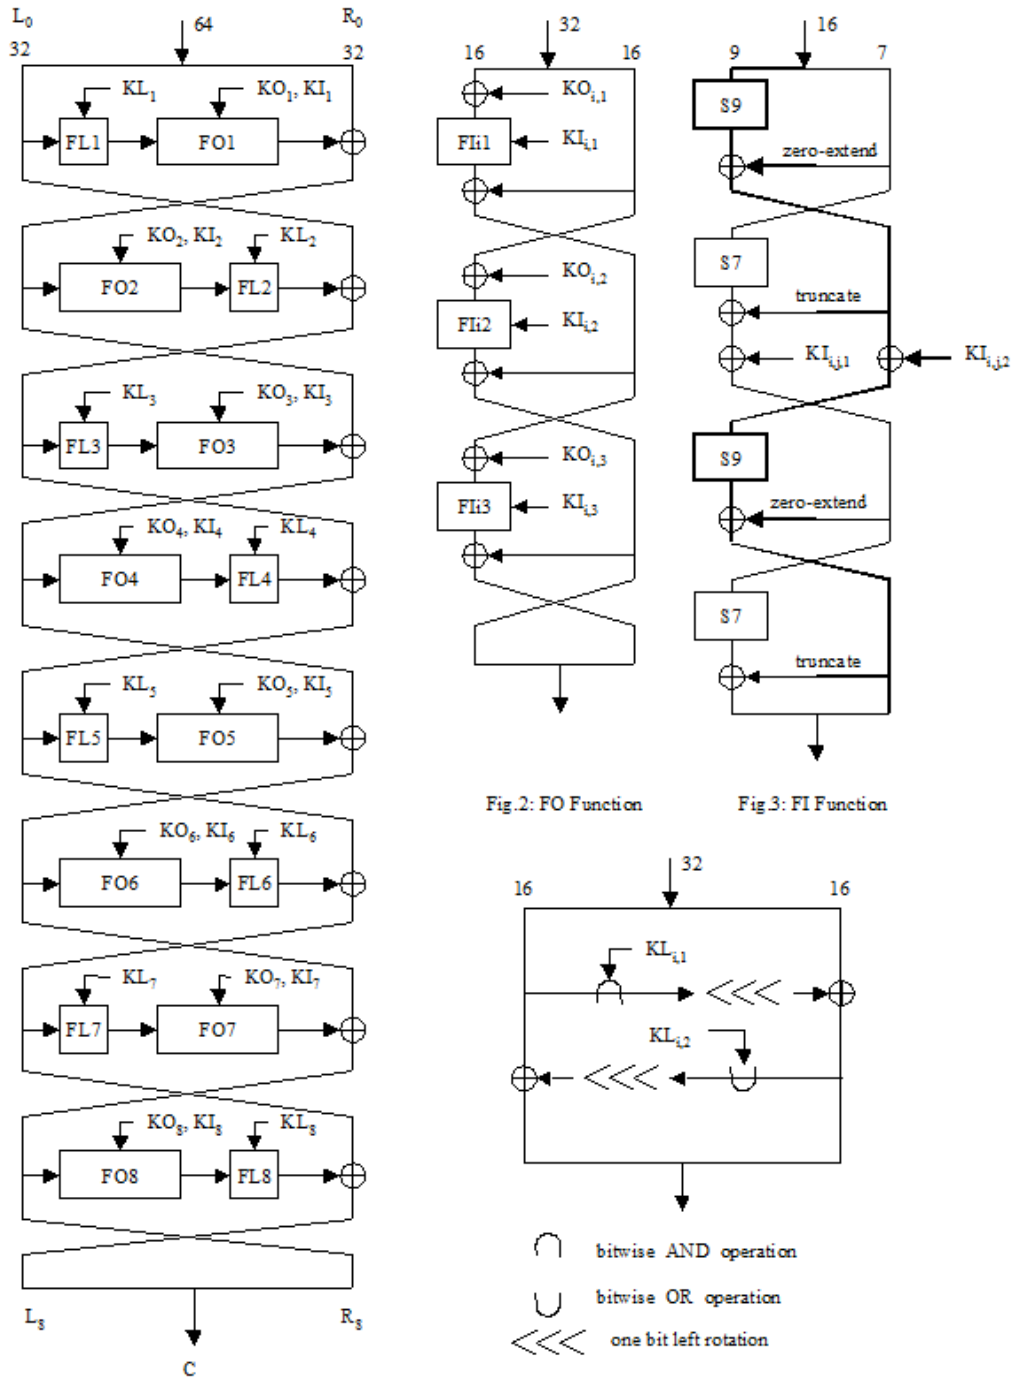 L₀ R₀
64
32 32
KL₁ KO₁, KI₁
FL1 FO1
KO₂, KI₂ KL₂
FO2 FL2
KL₃ KO₃, KI₃
FL3 FO3
KO₄, KI₄ KL₄
FO4 FL4
KL₅ KO₅, KI₅
FL5 FO5
KO₆, KI₆ KL₆
FO6 FL6
KL₇ KO₇, KI₇
FL7 FO7
KO₈, KI₈ KL₈
FO8 FL8
L₈ R₈
C
32
16 16
KOᵢ,₁
FIi1 KIᵢ,₁
KOᵢ,₂
FIi2 KIᵢ,₂
KOᵢ,₃
FIi3 KIᵢ,₃
Fig.2: FO Function
16
9 7
S9
zero-extend
S7
truncate
KIᵢ,ⱼ,₁ KIᵢ,ⱼ,₂
S9
zero-extend
S7
truncate
Fig.3: FI Function
32
16 16
KLᵢ,₁
KLᵢ,₂
bitwise AND operation
bitwise OR operation
one bit left rotation